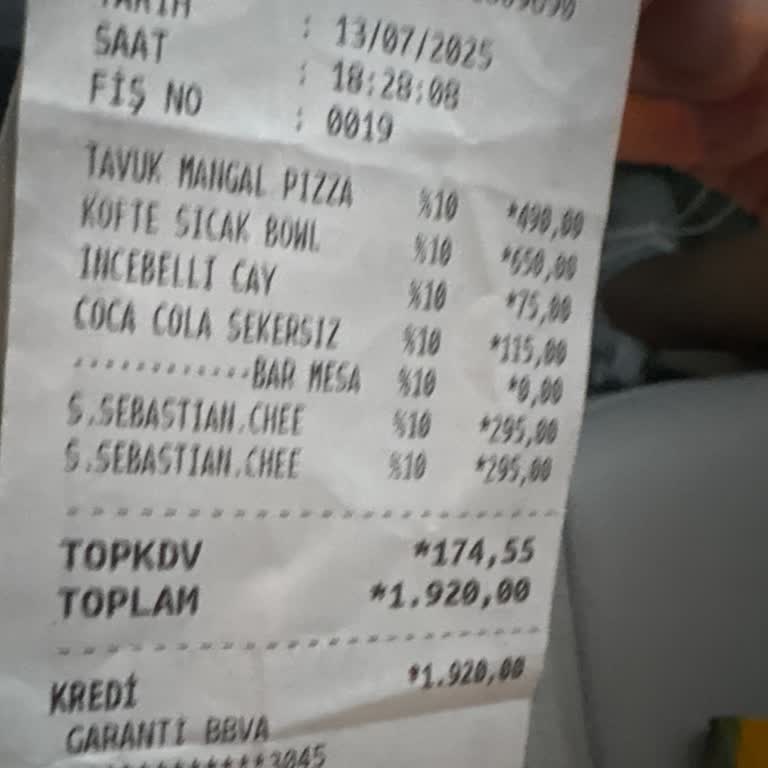 TARİH : 13/07/2025
SAAT : 18:28:08
FİŞ NO : 0019
TAVUK MANGAL PIZZA %10 *490,00
KOFTE SICAK BOWL %10 *650,00
INCEBELLI CAY %10 *75,00
COCA COLA SEKERSIZ %10 *115,00
............BAR MESA %10 *0,00
S.SEBASTIAN.CHEE %10 *295,00
S.SEBASTIAN.CHEE %10 *295,00
TOPKDV *174,55
TOPLAM *1.920,00
KREDİ *1.920,00
GARANTİ BBVA
3045